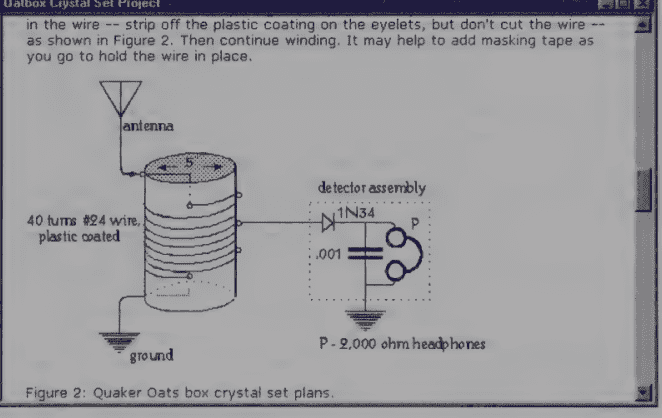 Oatbox Crystal Set Project
in the wire -- strip off the plastic coating on the eyelets, but don't cut the wire --
as shown in Figure 2. Then continue winding. It may help to add masking tape as
you go to hold the wire in place.
antenna
5
detector assembly
1N34
P
40 turns #24 wire,
plastic coated
.001
ground
P - 2,000 ohm headphones
Figure 2: Quaker Oats box crystal set plans.